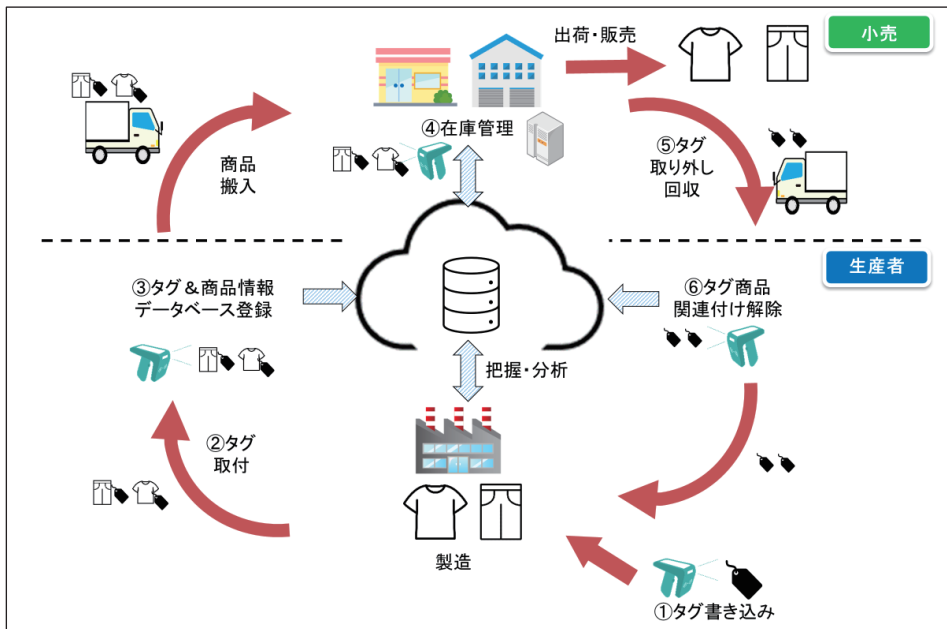 出荷・販売
小売
④在庫管理
商品
搬入
⑤タグ
取り外し
回収
生産者
③タグ＆商品情報
データベース登録
⑥タグ商品
関連付け解除
把握・分析
②タグ
取付
製造
①タグ書き込み